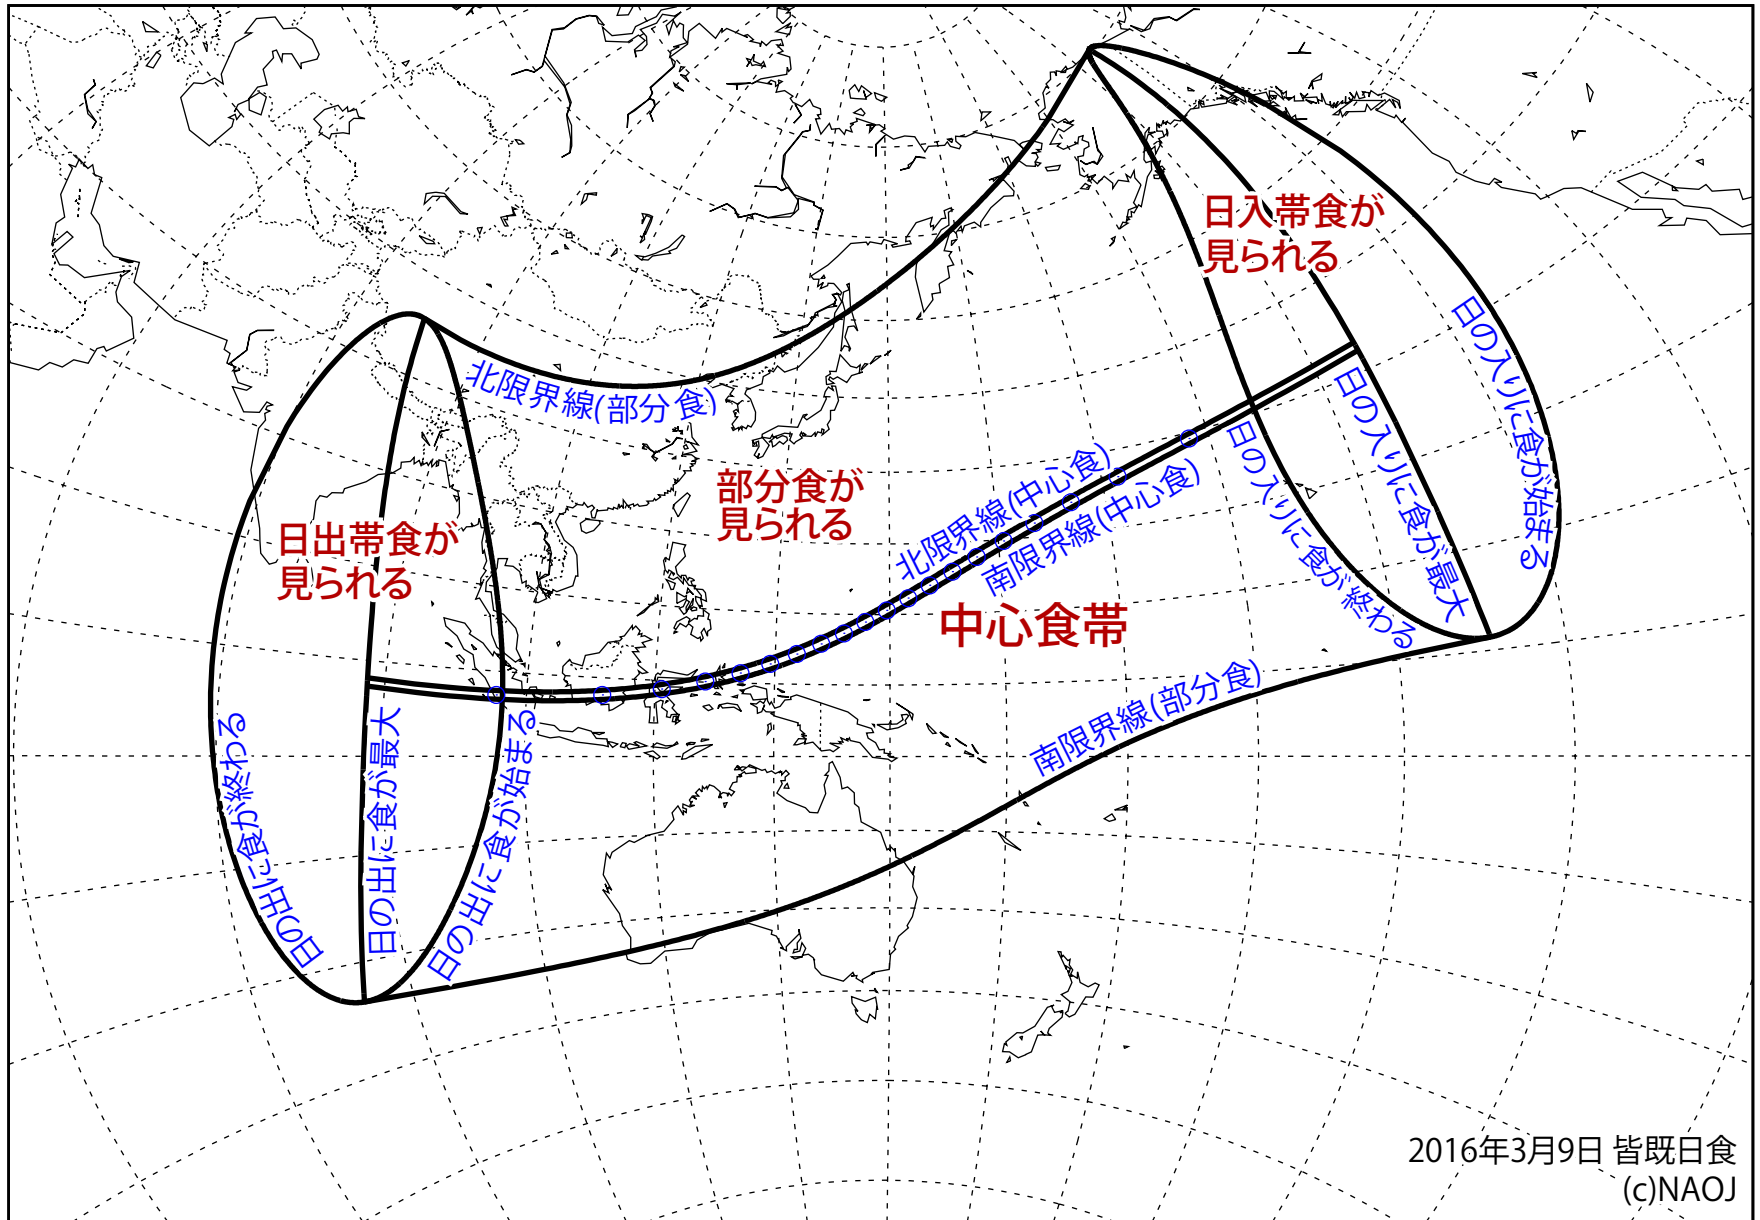 日入帯食が
見られる
日の入りに食が始まる
北限界線(部分食)
日の入りに食が最大
日の入りに食が終わる
部分食が
見られる
北限界線(中心食)
南限界線(中心食)
日出帯食が
見られる
中心食帯
南限界線(部分食)
日の出に食が終わる
日の出に食が最大
日の出に食が始まる
2016年3月9日 皆既日食
(c)NAOJ